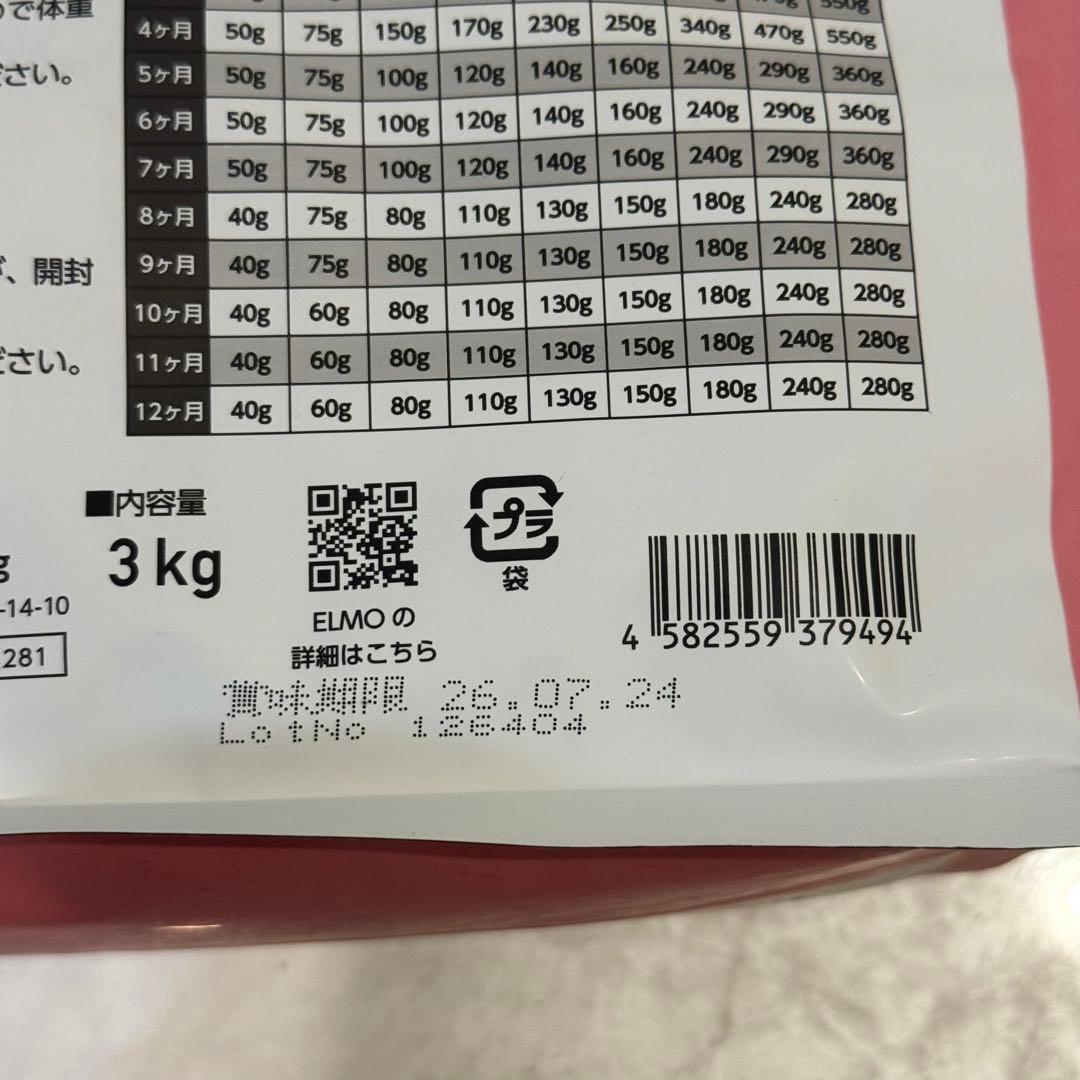 で体重
ださい。
、開封
ださい。
550g
4ヶ月 50g 75g 150g 170g 230g 250g 340g 470g 550g
5ヶ月 50g 75g 100g 120g 140g 160g 240g 290g 360g
6ヶ月 50g 75g 100g 120g 140g 160g 240g 290g 360g
7ヶ月 50g 75g 100g 120g 140g 160g 240g 290g 360g
8ヶ月 40g 75g 80g 110g 130g 150g 180g 240g 280g
9ヶ月 40g 75g 80g 110g 130g 150g 180g 240g 280g
10ヶ月 40g 60g 80g 110g 130g 150g 180g 240g 280g
11ヶ月 40g 60g 80g 110g 130g 150g 180g 240g 280g
12ヶ月 40g 60g 80g 110g 130g 150g 180g 240g 280g
■内容量
3kg
g
-14-10
281
ELMOの
詳細はこちら
プラ
袋
4 582559 379494
賞味期限 26.07.24
LotNo 126404